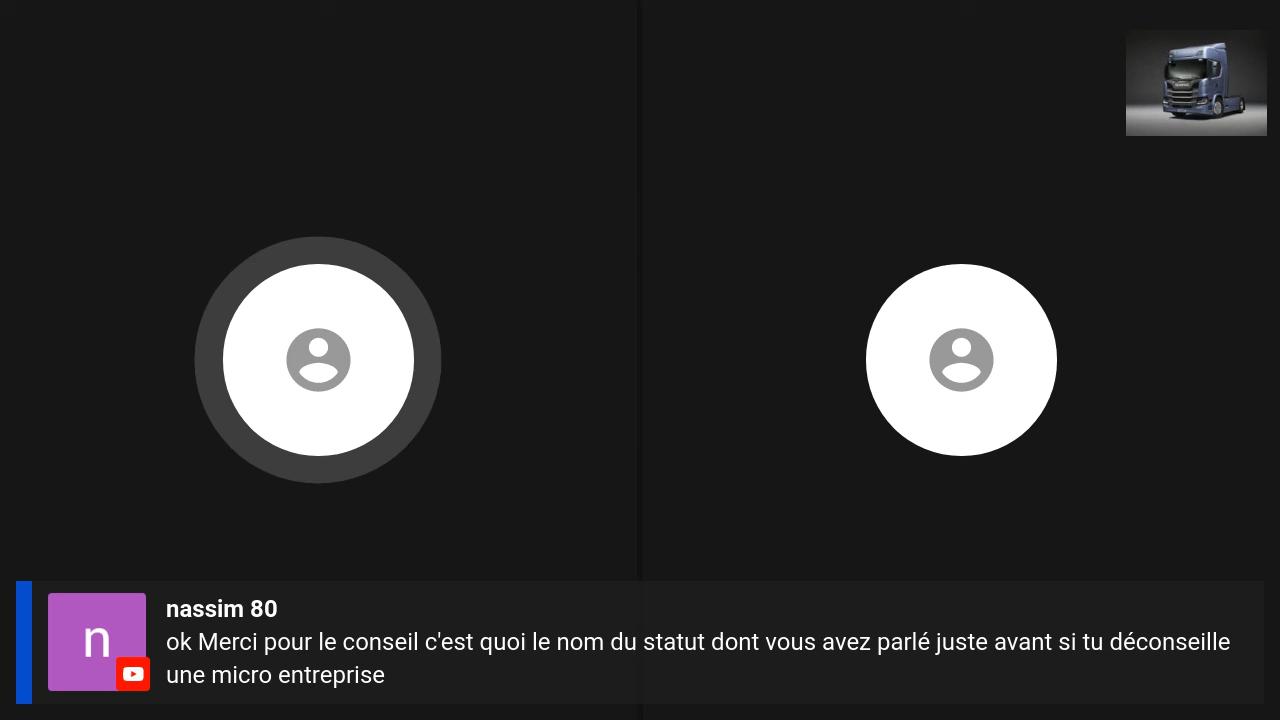 nassim 80
ok Merci pour le conseil c'est quoi le nom du statut dont vous avez parlé juste avant si tu déconseille
une micro entreprise
n